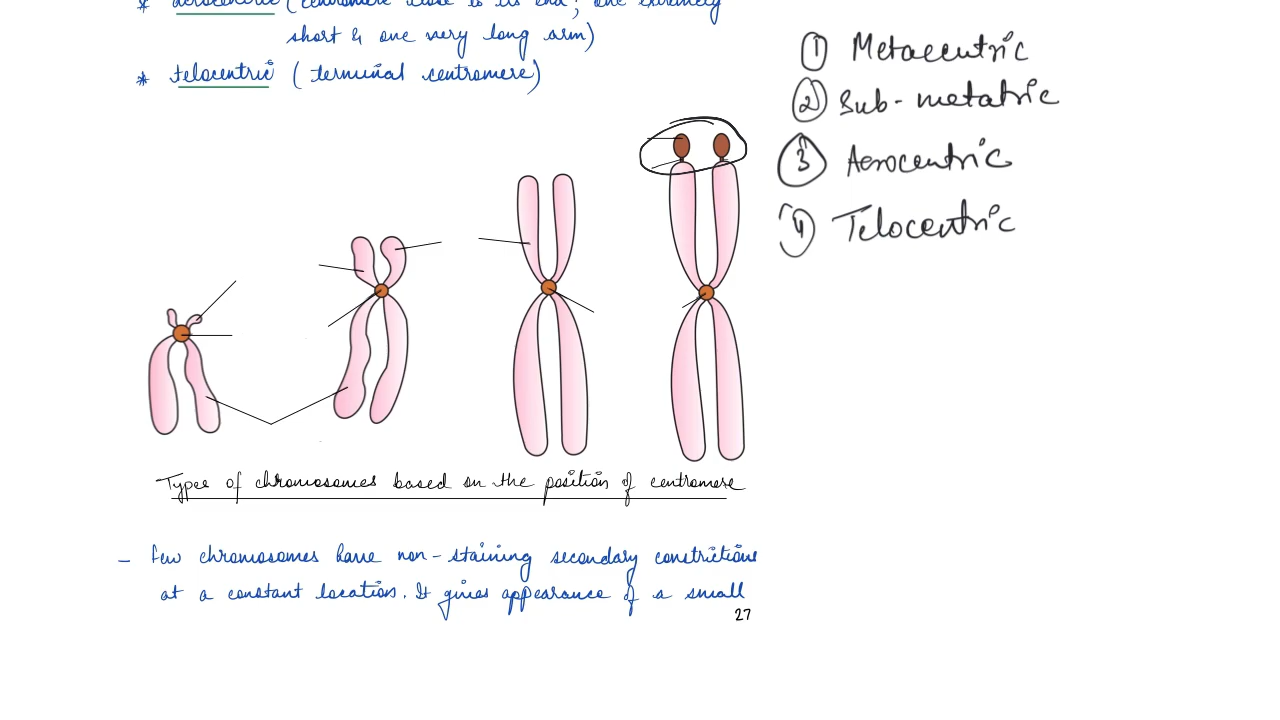 short & one very long arm)
* telocentric (terminal centromere)
① Metacentric
② Sub-metatric
③ Acrocentric
④ Telocentric
Types of chromosomes based on the position of centromere
- Few chromosomes have non-staining secondary constrictions
at a constant location. It gives appearance of a small
27